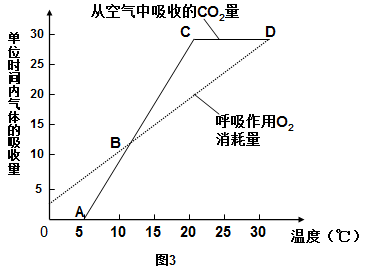 从空气中吸收的CO₂量
单位时间内气体的吸收量
30
25
20
15
10
5
C
D
B
A
呼吸作用O₂
消耗量
0
5
10
15
20
25
30
温度(℃)
图3